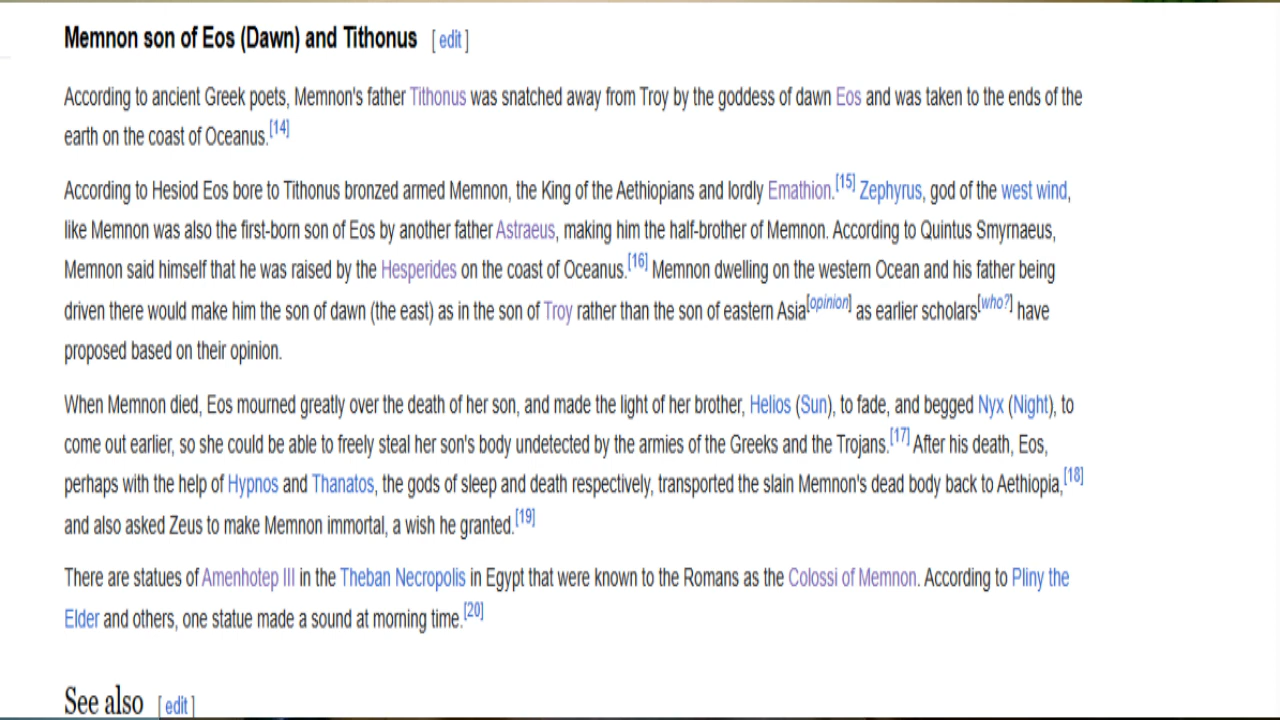 Memnon son of Eos (Dawn) and Tithonus [ edit ]
According to ancient Greek poets, Memnon's father Tithonus was snatched away from Troy by the goddess of dawn Eos and was taken to the ends of the
earth on the coast of Oceanus.[14]
According to Hesiod Eos bore to Tithonus bronzed armed Memnon, the King of the Aethiopians and lordly Emathion.[15] Zephyrus, god of the west wind,
like Memnon was also the first-born son of Eos by another father Astraeus, making him the half-brother of Memnon. According to Quintus Smyrnaeus,
Memnon said himself that he was raised by the Hesperides on the coast of Oceanus.[16] Memnon dwelling on the western Ocean and his father being
driven there would make him the son of dawn (the east) as in the son of Troy rather than the son of eastern Asia[opinion] as earlier scholars[who?] have
proposed based on their opinion.
When Memnon died, Eos mourned greatly over the death of her son, and made the light of her brother, Helios (Sun), to fade, and begged Nyx (Night), to
come out earlier, so she could be able to freely steal her son's body undetected by the armies of the Greeks and the Trojans.[17] After his death, Eos,
perhaps with the help of Hypnos and Thanatos, the gods of sleep and death respectively, transported the slain Memnon's dead body back to Aethiopia,[18]
and also asked Zeus to make Memnon immortal, a wish he granted.[19]
There are statues of Amenhotep III in the Theban Necropolis in Egypt that were known to the Romans as the Colossi of Memnon. According to Pliny the
Elder and others, one statue made a sound at morning time.[20]
See also [ edit ]